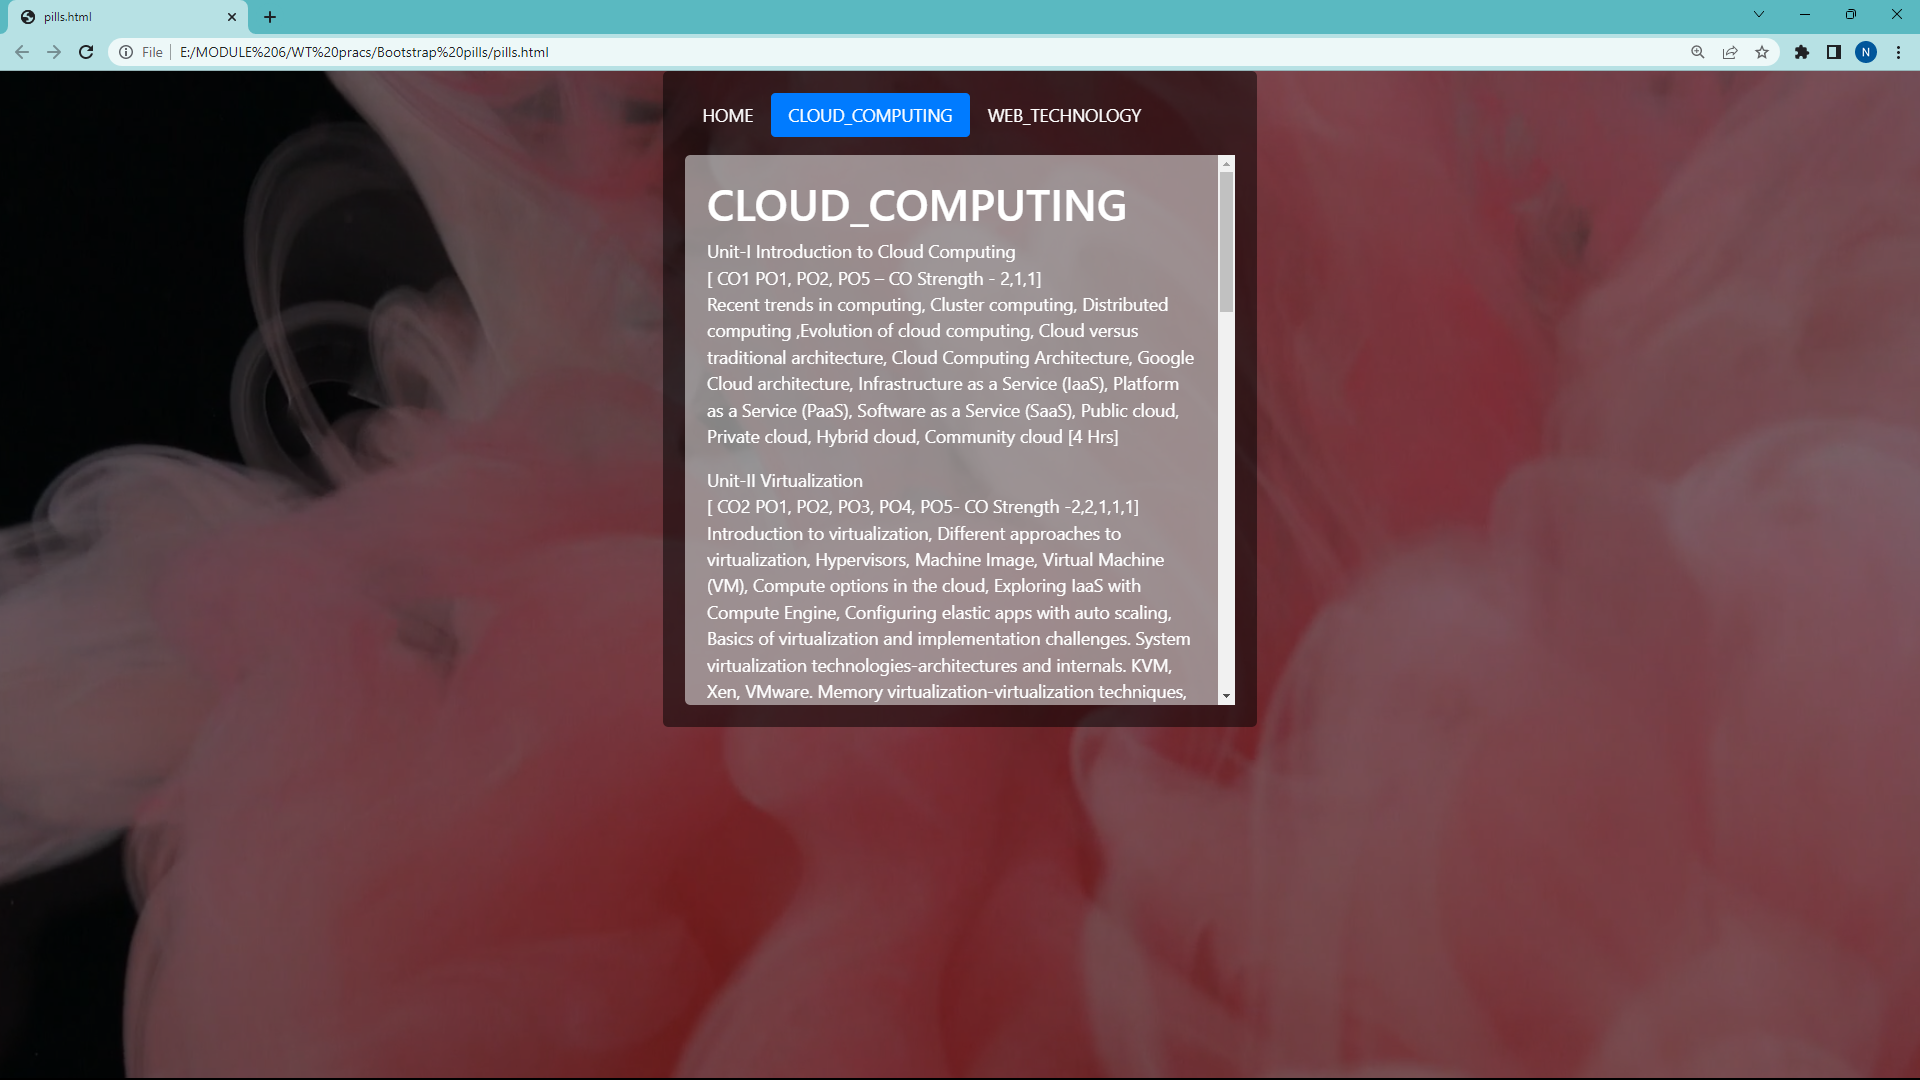 pills.html
File
E:/MODULE%206/WT%20pracs/Bootstrap%20pills/pills.html
N
HOME
CLOUD_COMPUTING
WEB_TECHNOLOGY
CLOUD_COMPUTING
Unit-I Introduction to Cloud Computing
[ CO1 PO1, PO2, PO5 – CO Strength - 2,1,1]
Recent trends in computing, Cluster computing, Distributed
computing ,Evolution of cloud computing, Cloud versus
traditional architecture, Cloud Computing Architecture, Google
Cloud architecture, Infrastructure as a Service (IaaS), Platform
as a Service (PaaS), Software as a Service (SaaS), Public cloud,
Private cloud, Hybrid cloud, Community cloud [4 Hrs]
Unit-II Virtualization
[ CO2 PO1, PO2, PO3, PO4, PO5- CO Strength -2,2,1,1,1]
Introduction to virtualization, Different approaches to
virtualization, Hypervisors, Machine Image, Virtual Machine
(VM), Compute options in the cloud, Exploring IaaS with
Compute Engine, Configuring elastic apps with auto scaling,
Basics of virtualization and implementation challenges. System
virtualization technologies-architectures and internals. KVM,
Xen, VMware. Memory virtualization-virtualization techniques,